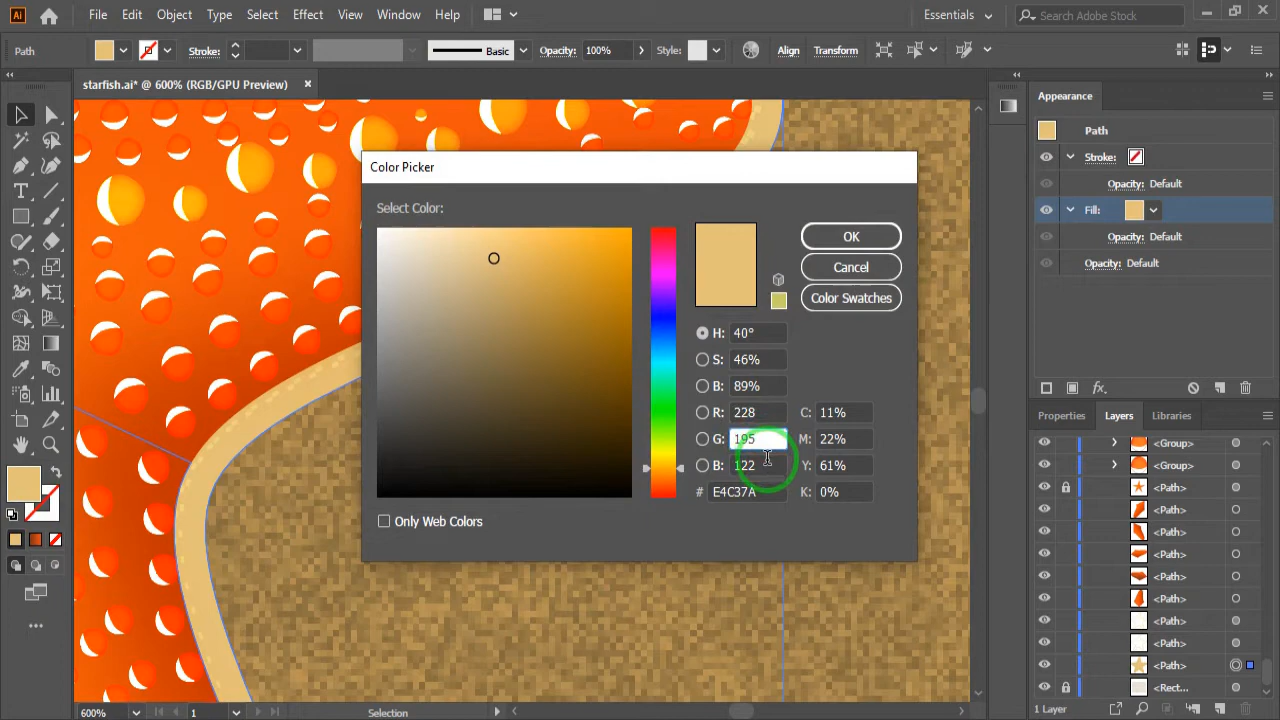 Ai File Edit Object Type Select Effect View Window Help Essentials Search Adobe Stock
Path Stroke: Basic Opacity: 100% Style: Align Transform
starfish.ai* @ 600% (RGB/GPU Preview) ×
Color Picker
Select Color:
OK
Cancel
Color Swatches
H: 40°
S: 46%
B: 89%
R: 228 C: 11%
G: 195 M: 22%
B: 122 Y: 61%
# E4C37A K: 0%
Only Web Colors
Appearance
Path
Stroke:
Opacity: Default
Fill:
Opacity: Default
Opacity: Default
fx.
Properties Layers Libraries
<Group>
<Group>
<Path>
<Path>
<Path>
<Path>
<Path>
<Path>
<Path>
<Path>
<Path>
<Rect...
1 Layer
600% 1 Selection